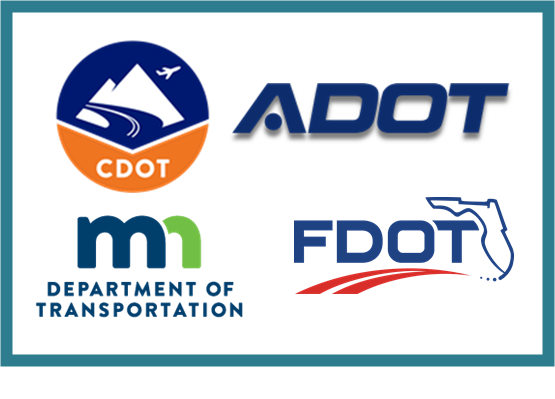 CDOT
ADOT
mn
DEPARTMENT OF
TRANSPORTATION
FDOT